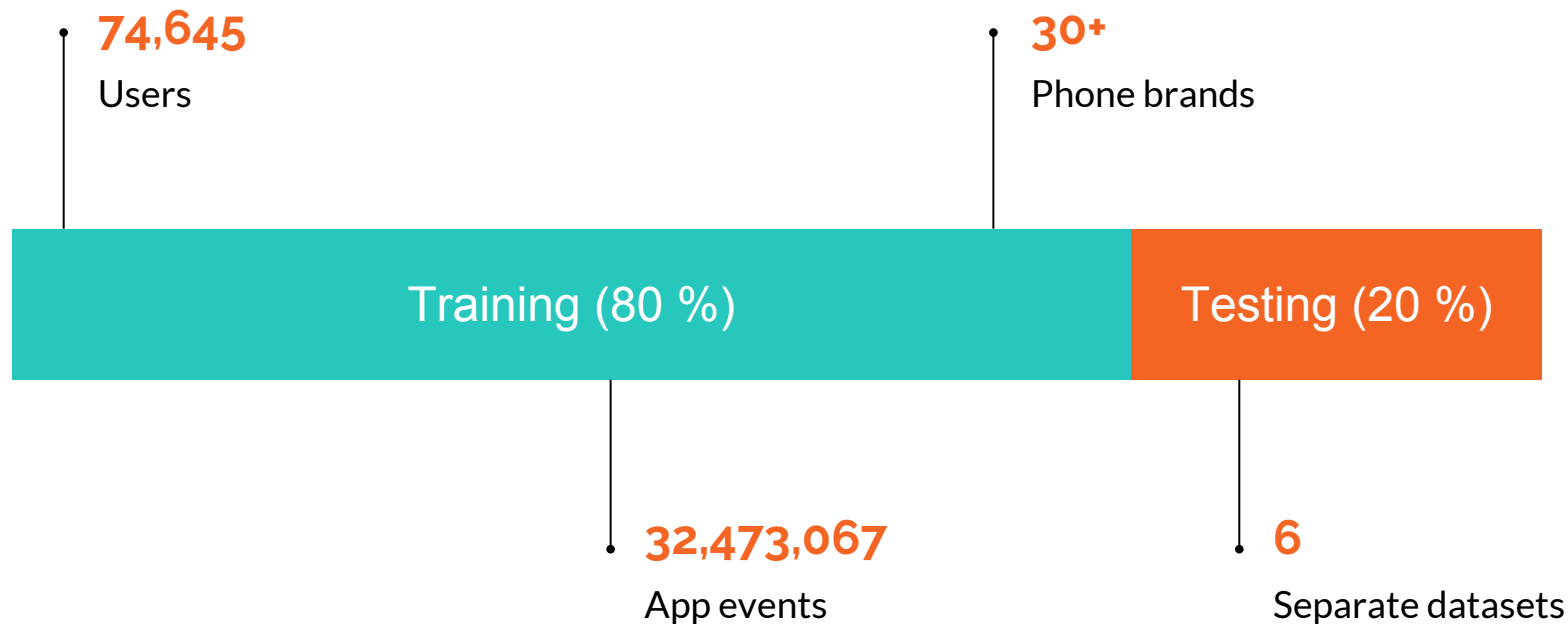 74,645
Users
30+
Phone brands
Training (80 %)
Testing (20 %)
32,473,067
App events
6
Separate datasets